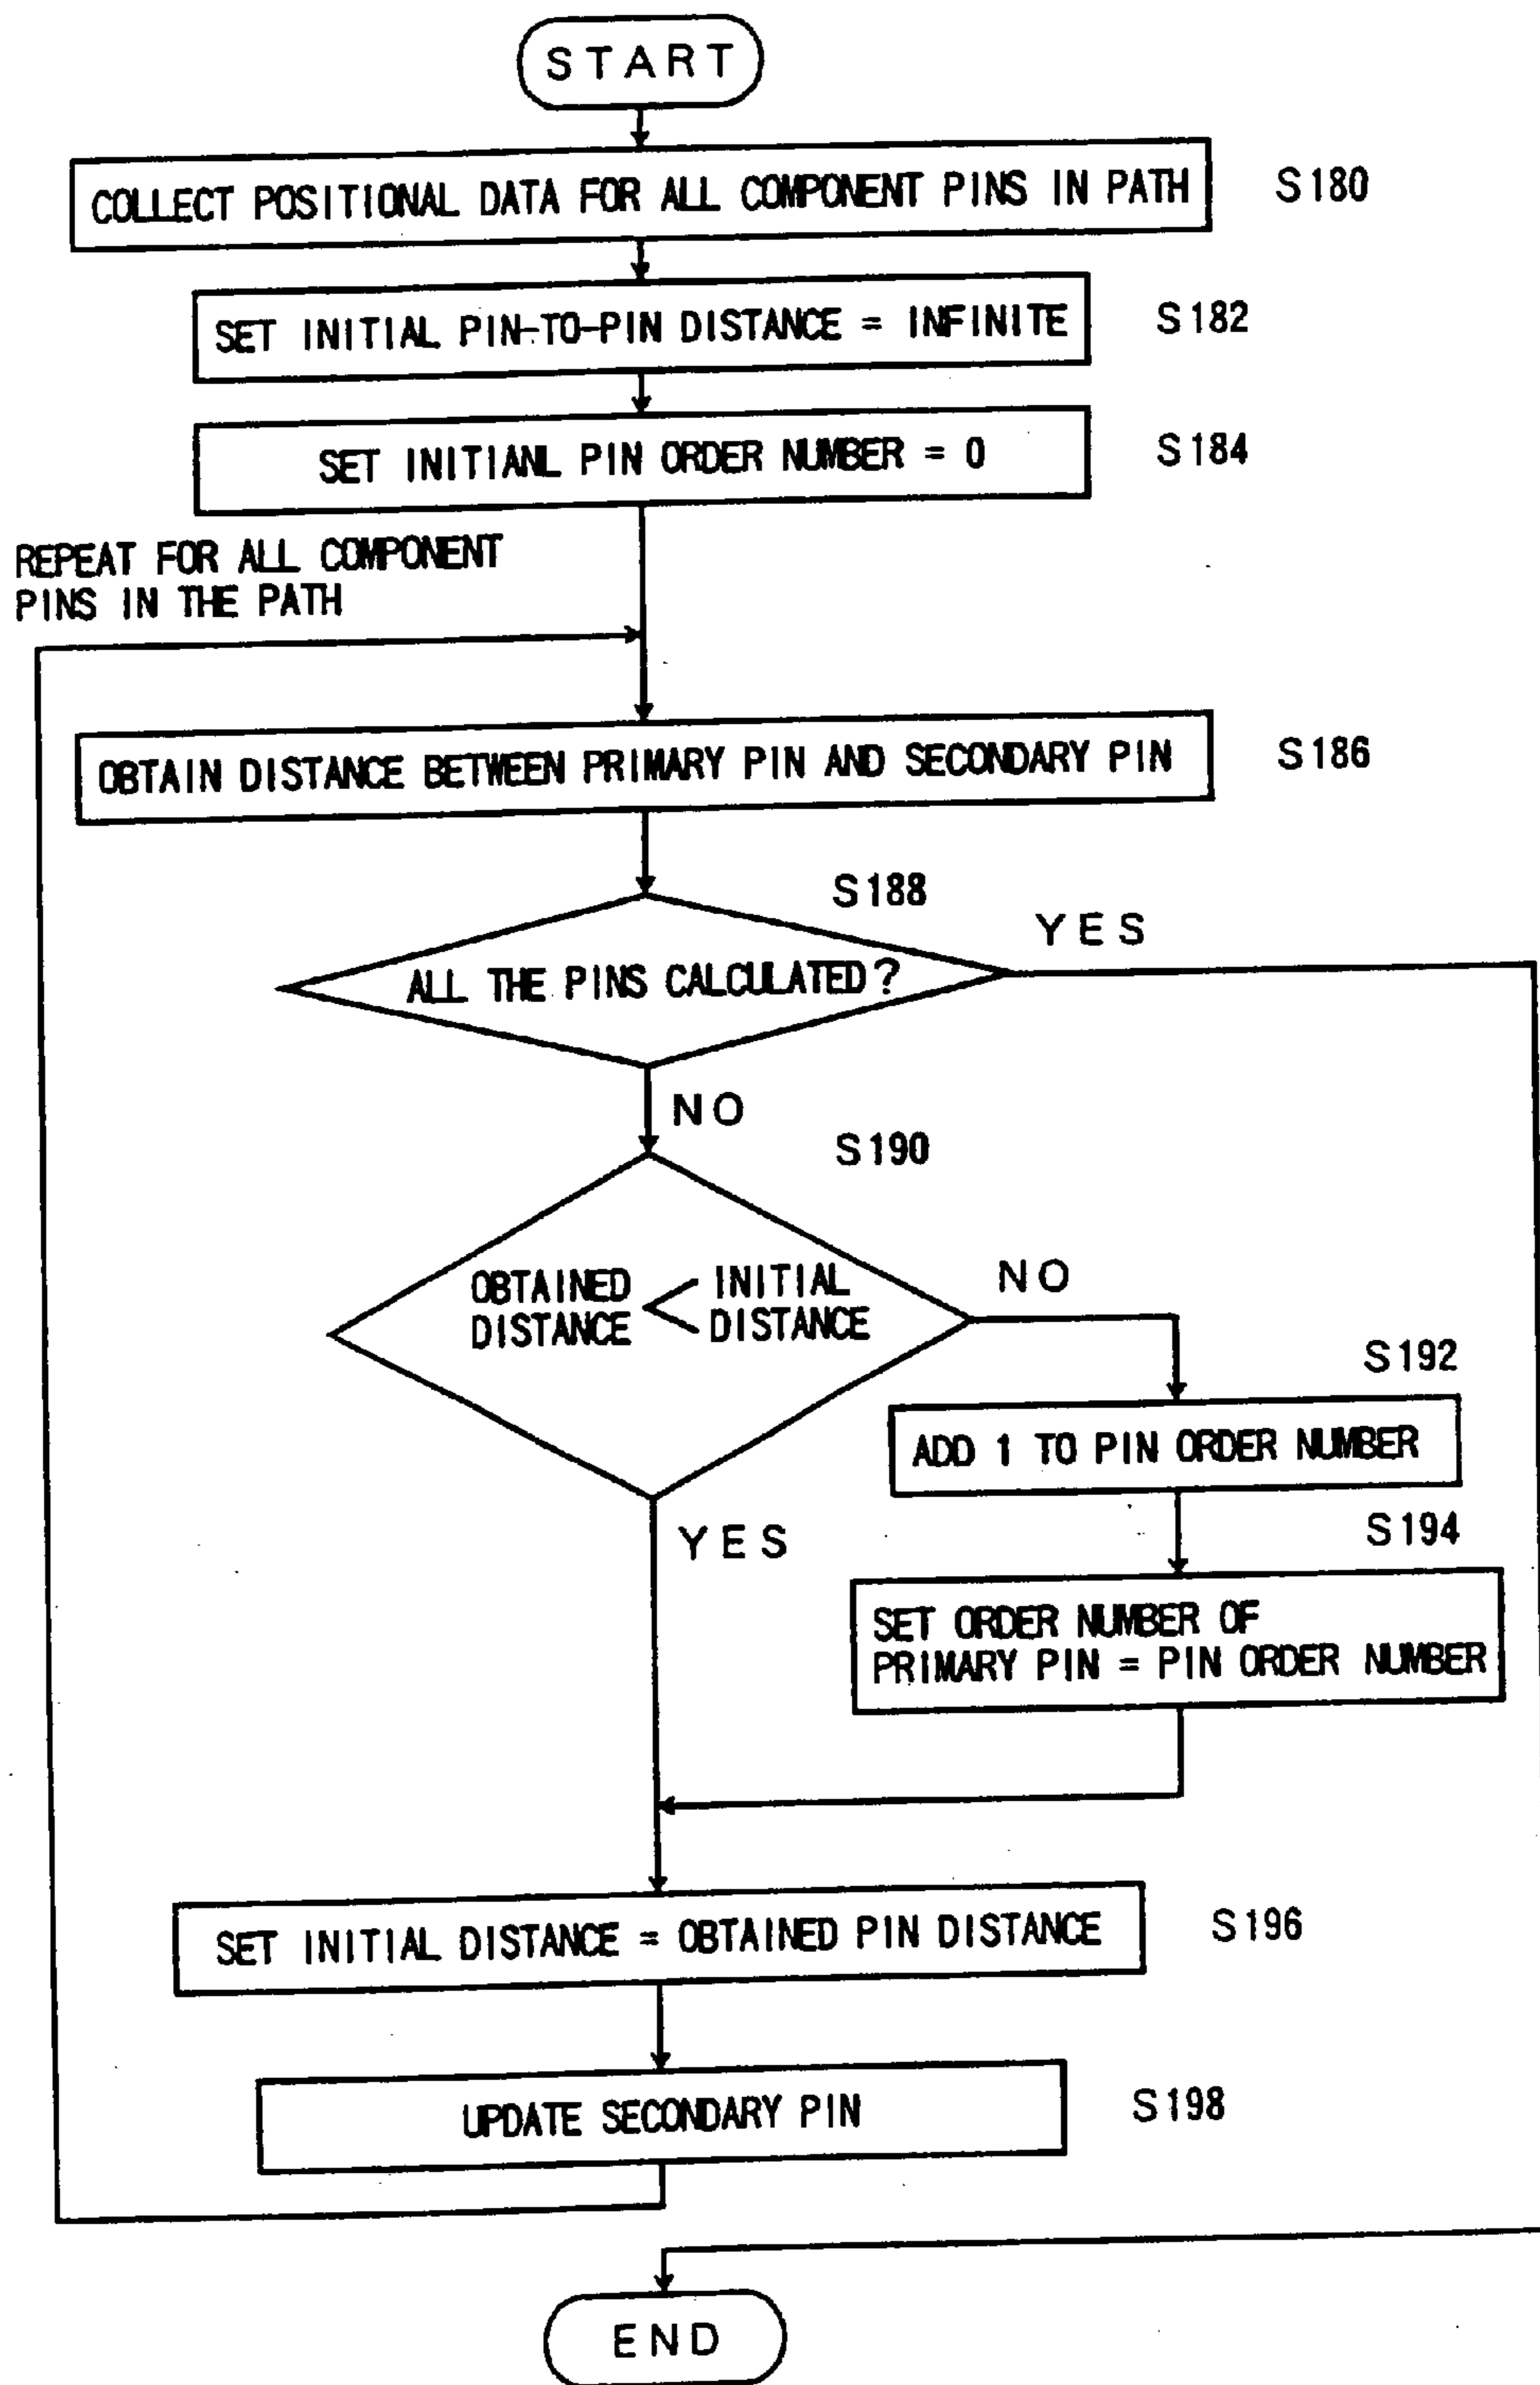 START
COLLECT POSITIONAL DATA FOR ALL COMPONENT PINS IN PATH
S180
SET INITIAL PIN-TO-PIN DISTANCE = INFINITE
S182
SET INITIANL PIN ORDER NUMBER = 0
S184
REPEAT FOR ALL COMPONENT
PINS IN THE PATH
OBTAIN DISTANCE BETWEEN PRIMARY PIN AND SECONDARY PIN
S186
S188
YES
ALL THE PINS CALCULATED?
NO
S190
OBTAINED < INITIAL
DISTANCE DISTANCE
NO
S192
ADD 1 TO PIN ORDER NUMBER
YES
S194
SET ORDER NUMBER OF
PRIMARY PIN = PIN ORDER NUMBER
SET INITIAL DISTANCE = OBTAINED PIN DISTANCE
S196
UPDATE SECONDARY PIN
S198
END